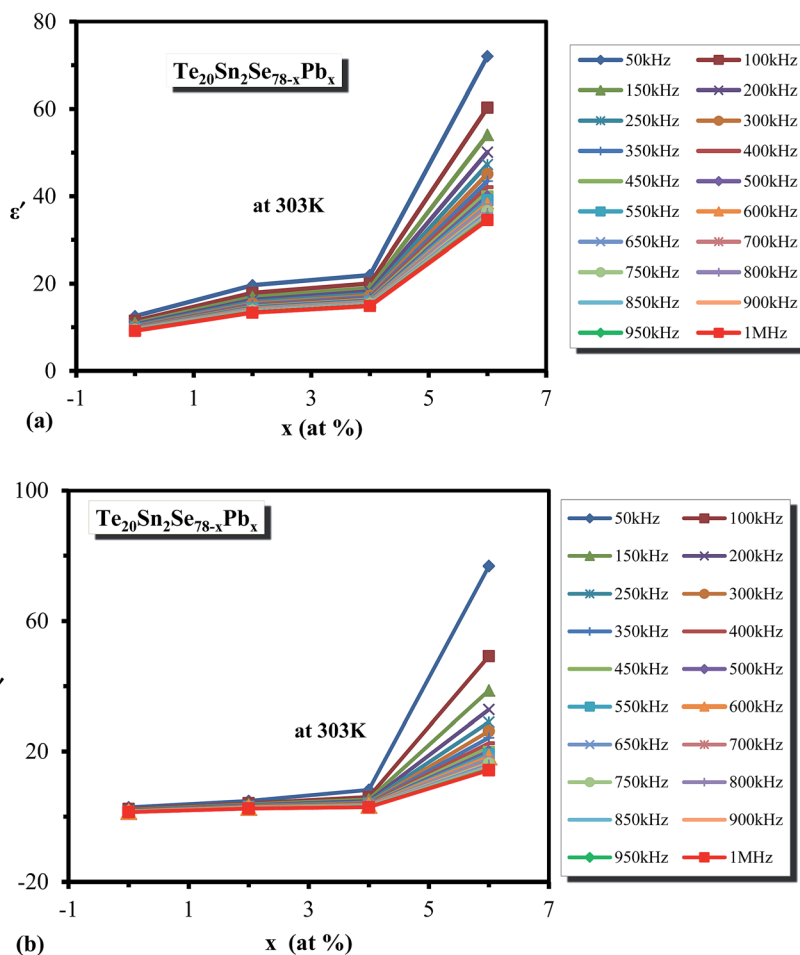 80
60
40
20
0
ε′
Te20Sn2Se78-xPbx
at 303K
-1 1 3 5 7
x (at %)
(a)
50kHz 100kHz
150kHz 200kHz
250kHz 300kHz
350kHz 400kHz
450kHz 500kHz
550kHz 600kHz
650kHz 700kHz
750kHz 800kHz
850kHz 900kHz
950kHz 1MHz
100
60
20
-20
Te20Sn2Se78-xPbx
at 303K
-1 1 3 5 7
x (at %)
(b)
50kHz 100kHz
150kHz 200kHz
250kHz 300kHz
350kHz 400kHz
450kHz 500kHz
550kHz 600kHz
650kHz 700kHz
750kHz 800kHz
850kHz 900kHz
950kHz 1MHz